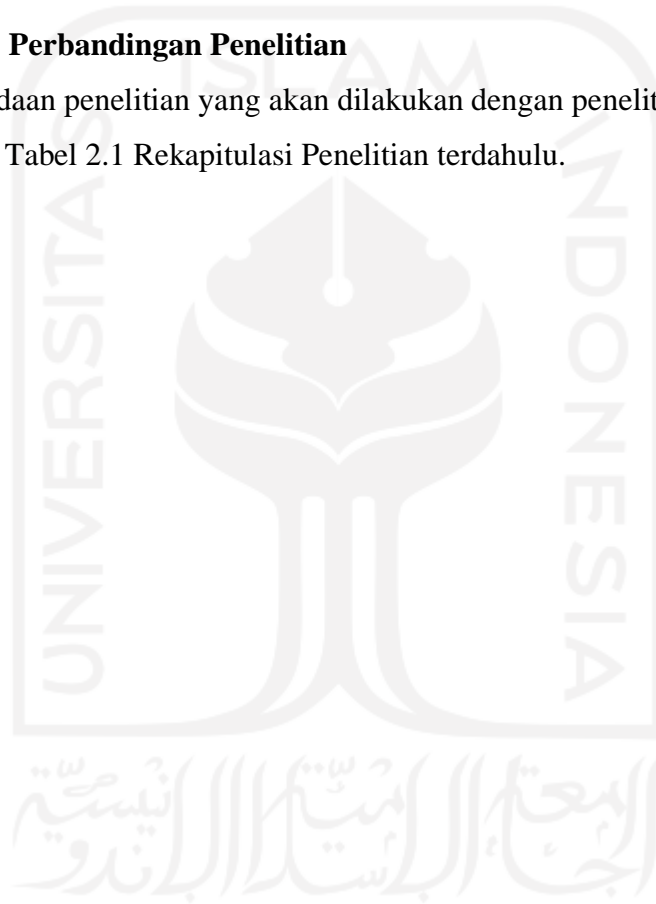 Perbandingan Penelitian
daan penelitian yang akan dilakukan dengan penelit
Tabel 2.1 Rekapitulasi Penelitian terdahulu.
ISLAM
UNIVERSITAS
INDONESIA